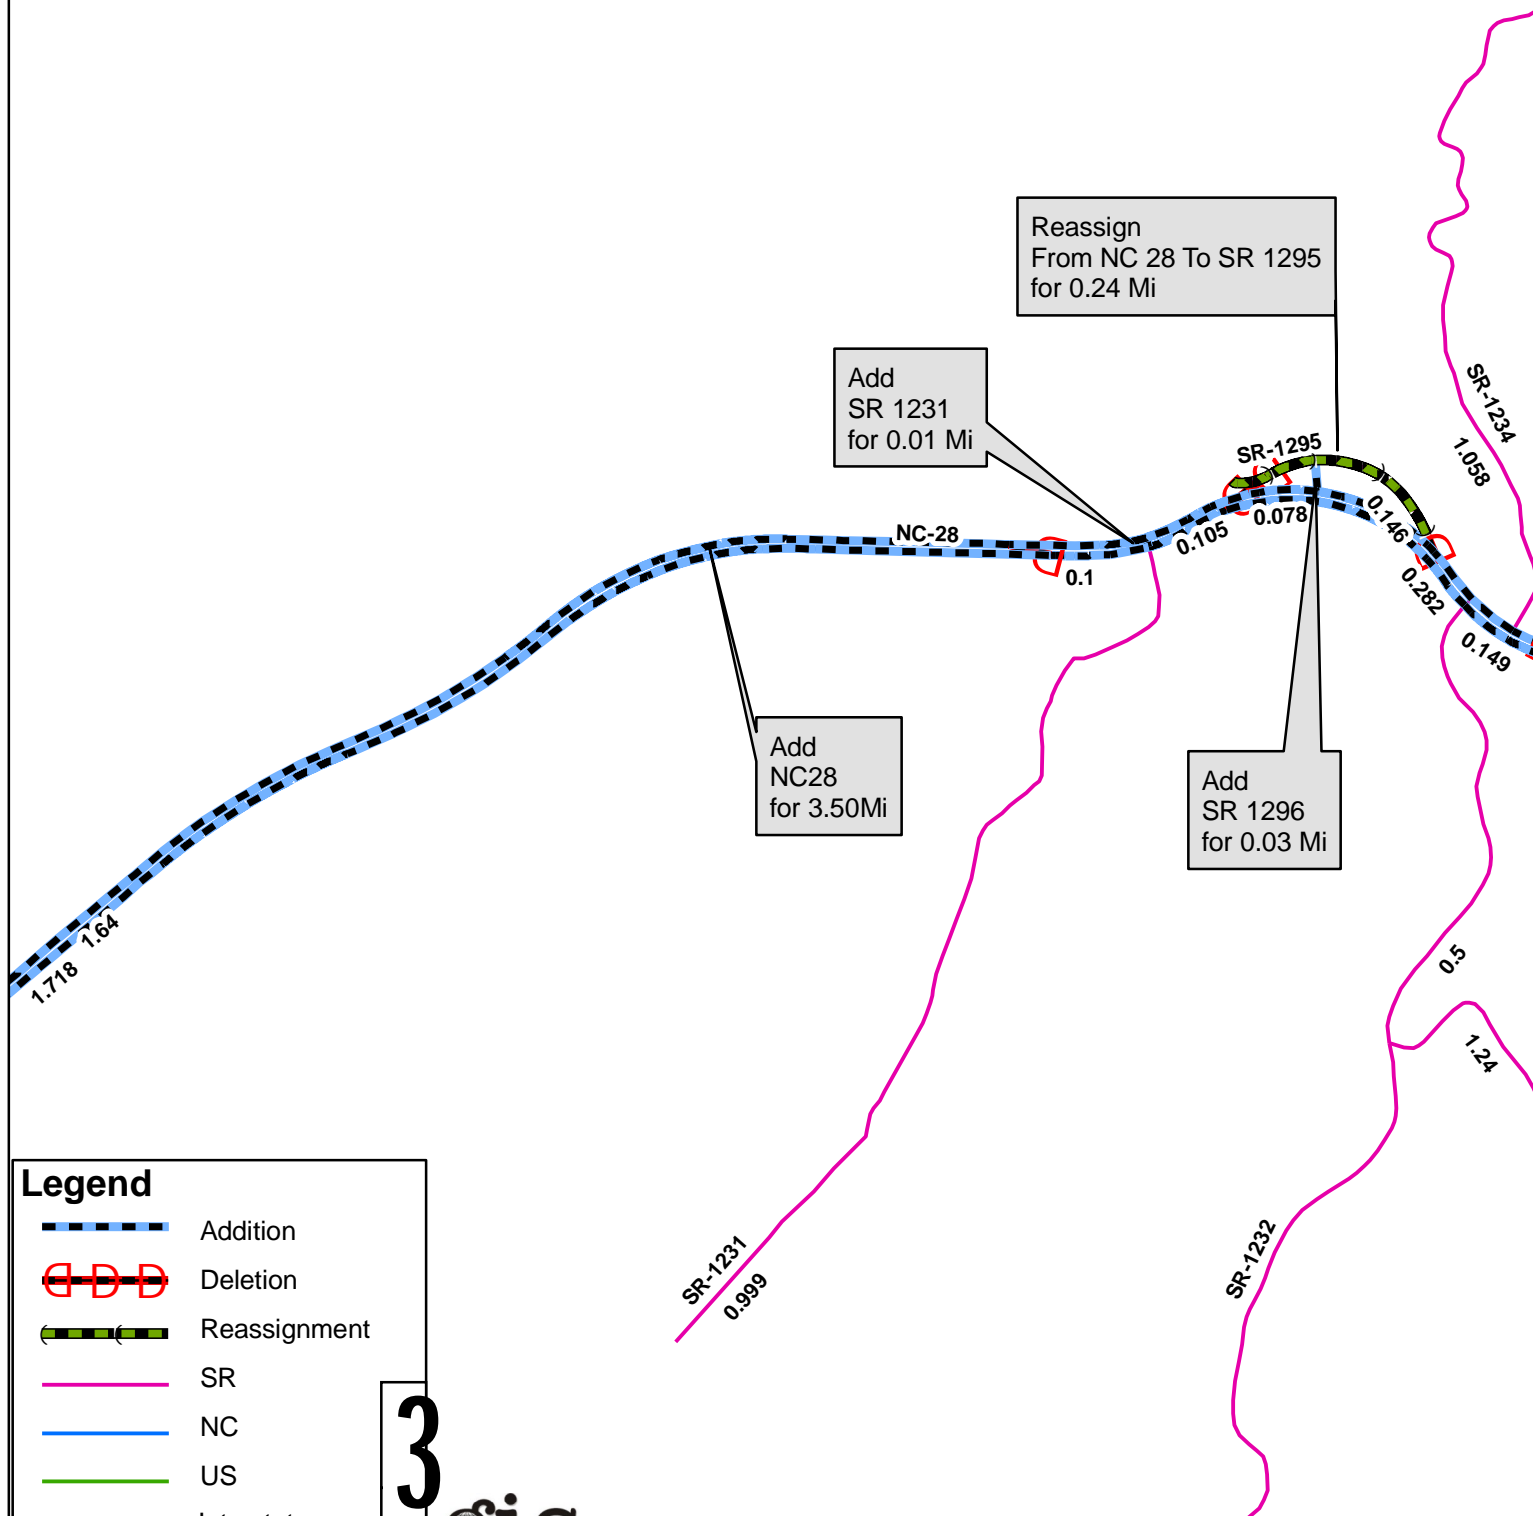 Reassign
From NC 28 To SR 1295
for 0.24 Mi
Add
SR 1231
for 0.01 Mi
SR-1234
1.058
SR-1295
NC-28
0.1
0.105
0.078
0.146
0.282
0.149
Add
NC28
for 3.50Mi
Add
SR 1296
for 0.03 Mi
1.64
1.718
0.5
1.24
SR-1231
0.999
SR-1232
Legend
Addition
Deletion
Reassignment
SR
NC
US
3